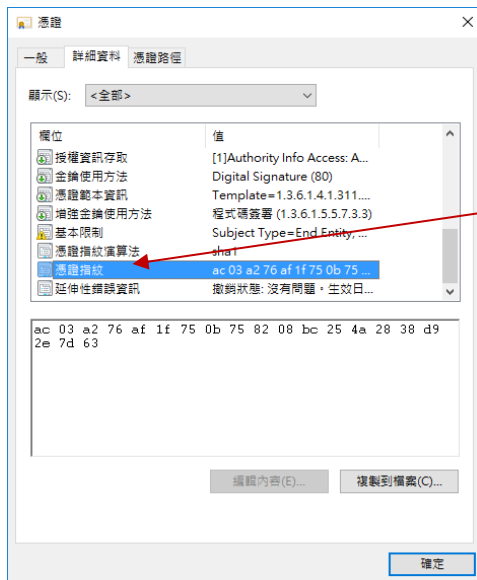 憑證
一般 詳細資料 憑證路徑
顯示(S): <全部>
欄位 值
授權資訊存取 [1]Authority Info Access: A...
金鑰使用方法 Digital Signature (80)
憑證範本資訊 Template=1.3.6.1.4.1.311....
增強金鑰使用方法 程式碼簽署 (1.3.6.1.5.5.7.3.3)
基本限制 Subject Type=End Entity, ...
憑證指紋演算法 sha1
憑證指紋 ac 03 a2 76 af 1f 75 0b 75 ...
延伸性錯誤資訊 撤銷狀態: 沒有問題。生效日...
ac 03 a2 76 af 1f 75 0b 75 82 08 bc 25 4a 28 38 d9
2e 7d 63
編輯內容(E)... 複製到檔案(C)...
確定